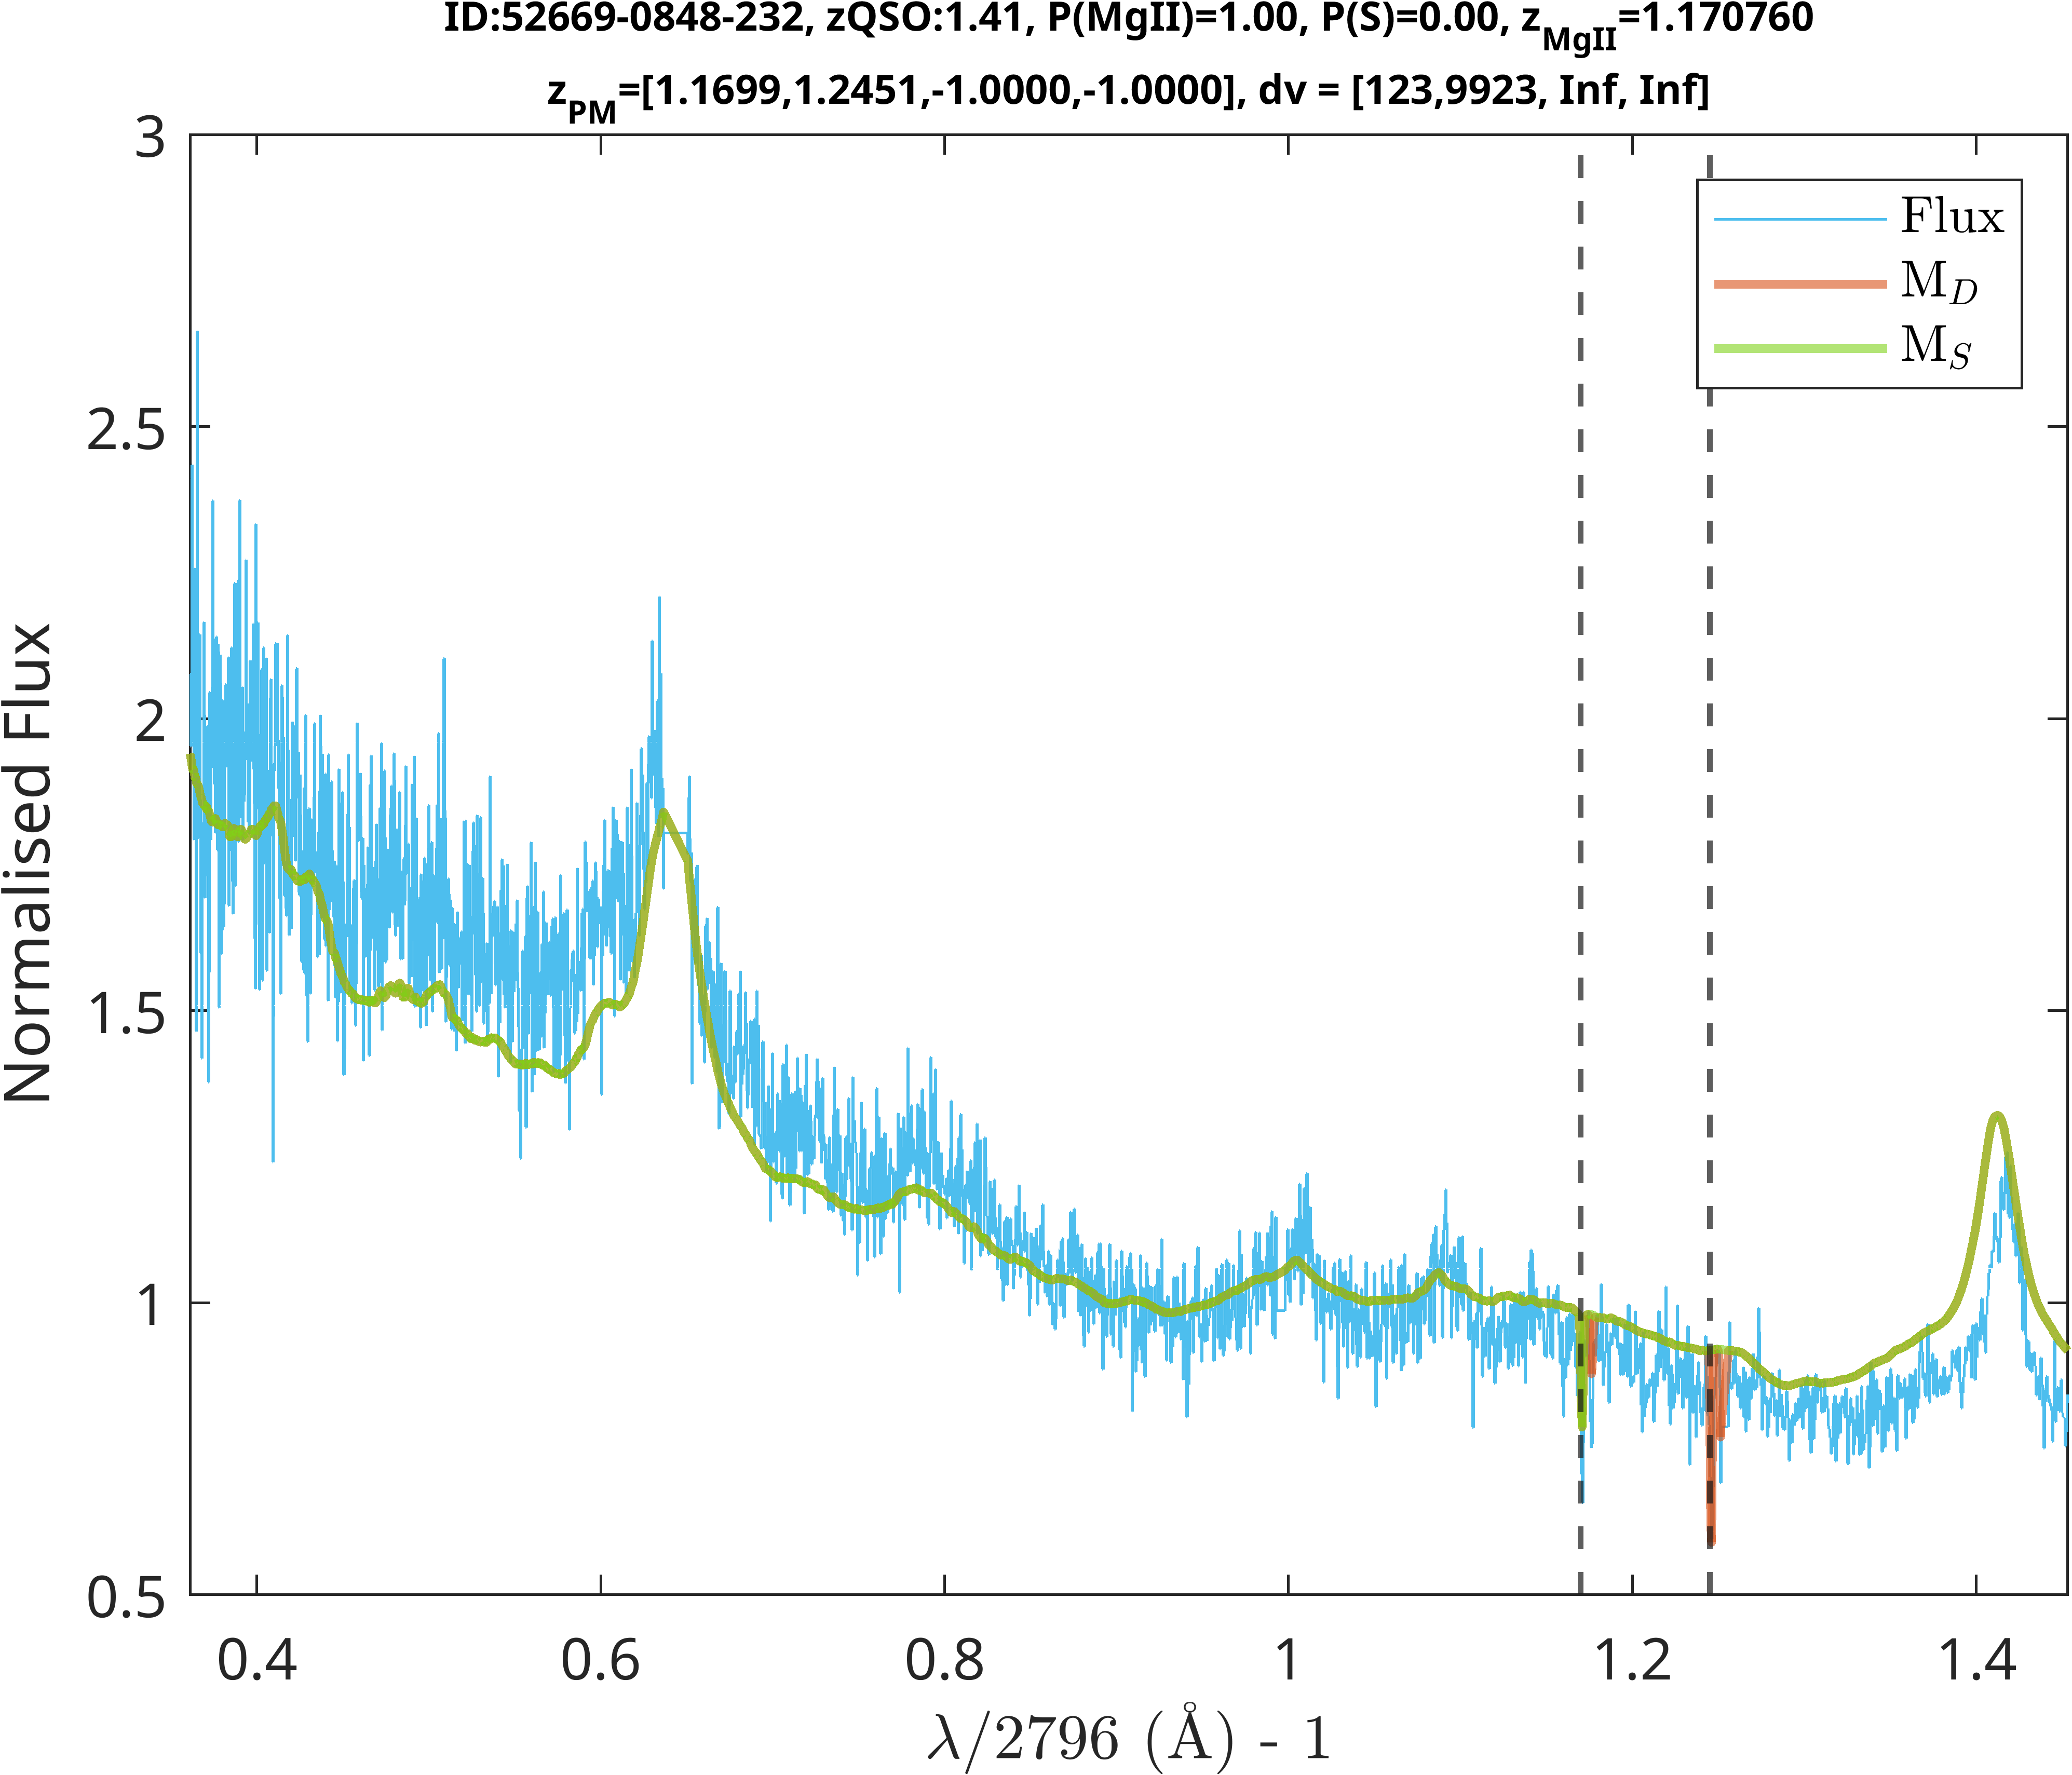 ID:52669-0848-232, zQSO:1.41, P(MgII)=1.00, P(S)=0.00, zMgII=1.170760
zPM=[1.1699,1.2451,-1.0000,-1.0000], dv = [123,9923, Inf, Inf]
3
2.5
2
1.5
1
0.5
Normalised Flux
Flux
MD
MS
0.4
0.6
0.8
1
1.2
1.4
λ/2796 (Å) - 1